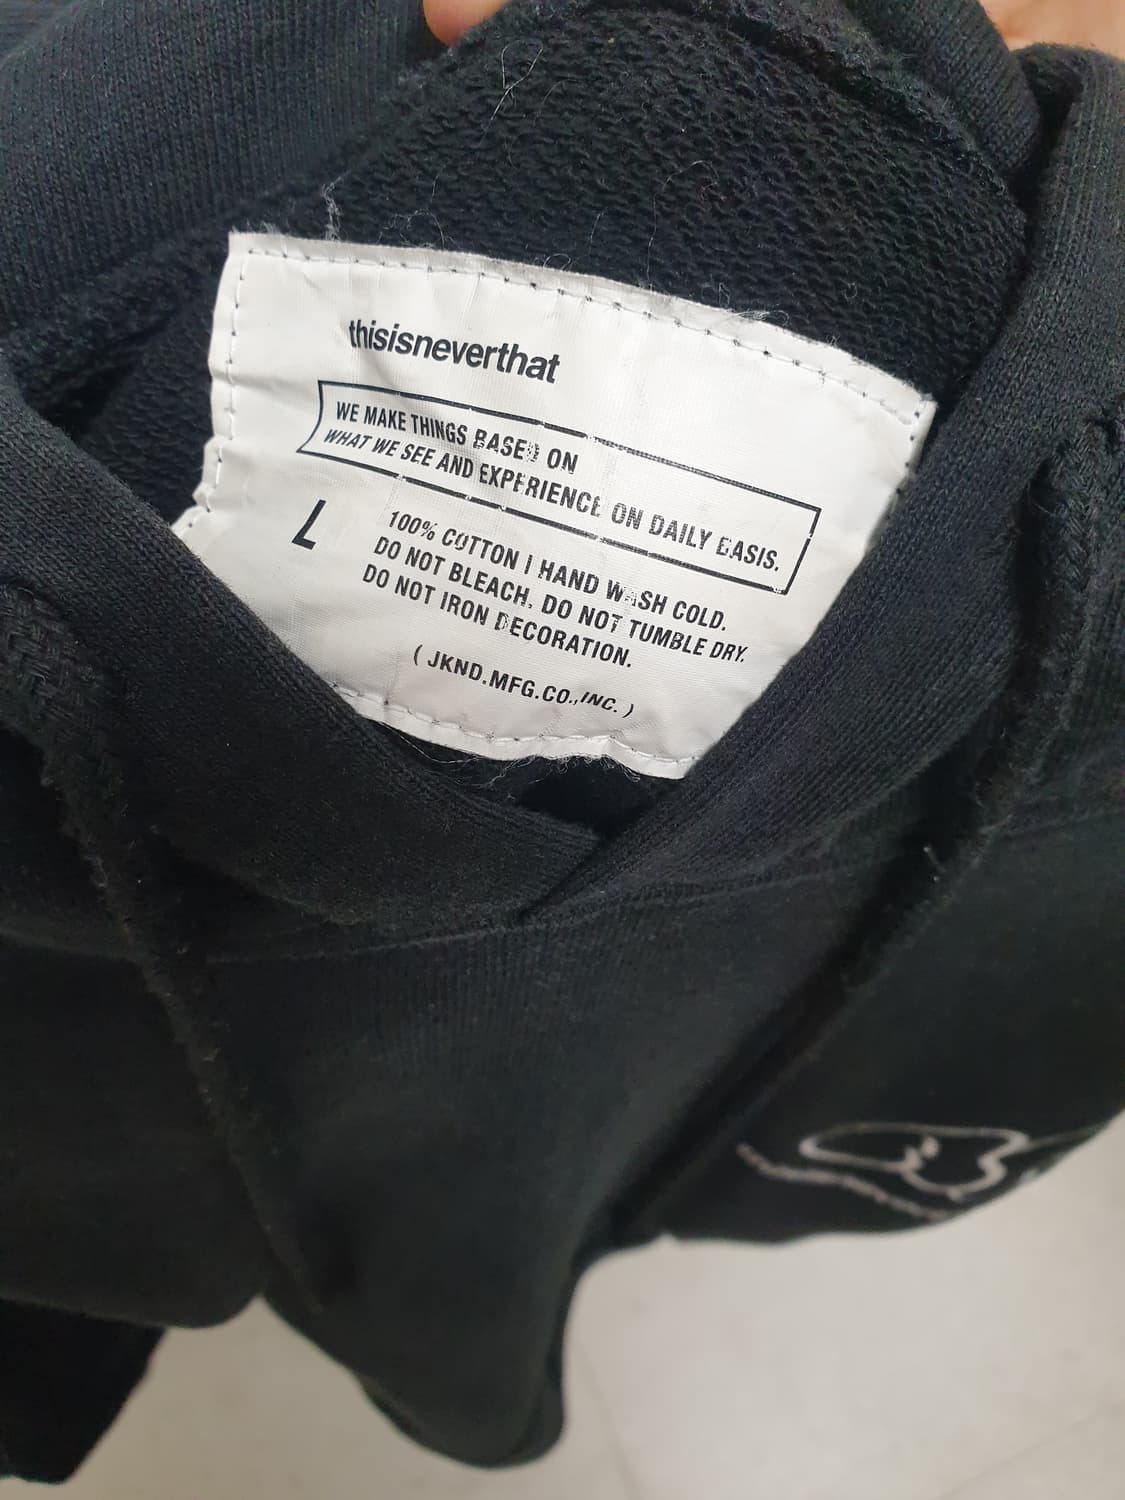 thisisneverthat
WE MAKE THINGS BASED ON
WHAT WE SEE AND EXPERIENCE ON DAILY BASIS.
L
100% COTTON | HAND WASH COLD.
DO NOT BLEACH. DO NOT TUMBLE DRY.
DO NOT IRON DECORATION.
( JKND.MFG.CO.,INC. )